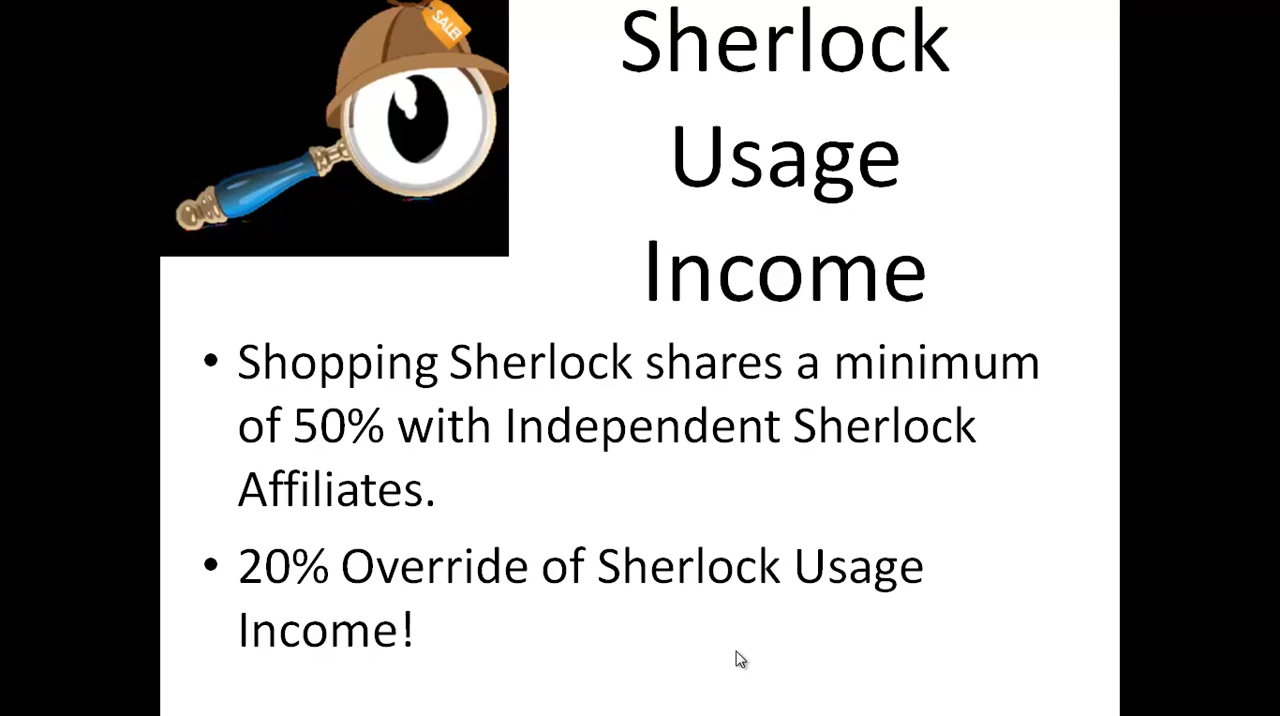 SALE!
Sherlock
Usage
Income
• Shopping Sherlock shares a minimum
of 50% with Independent Sherlock
Affiliates.
• 20% Override of Sherlock Usage
Income!